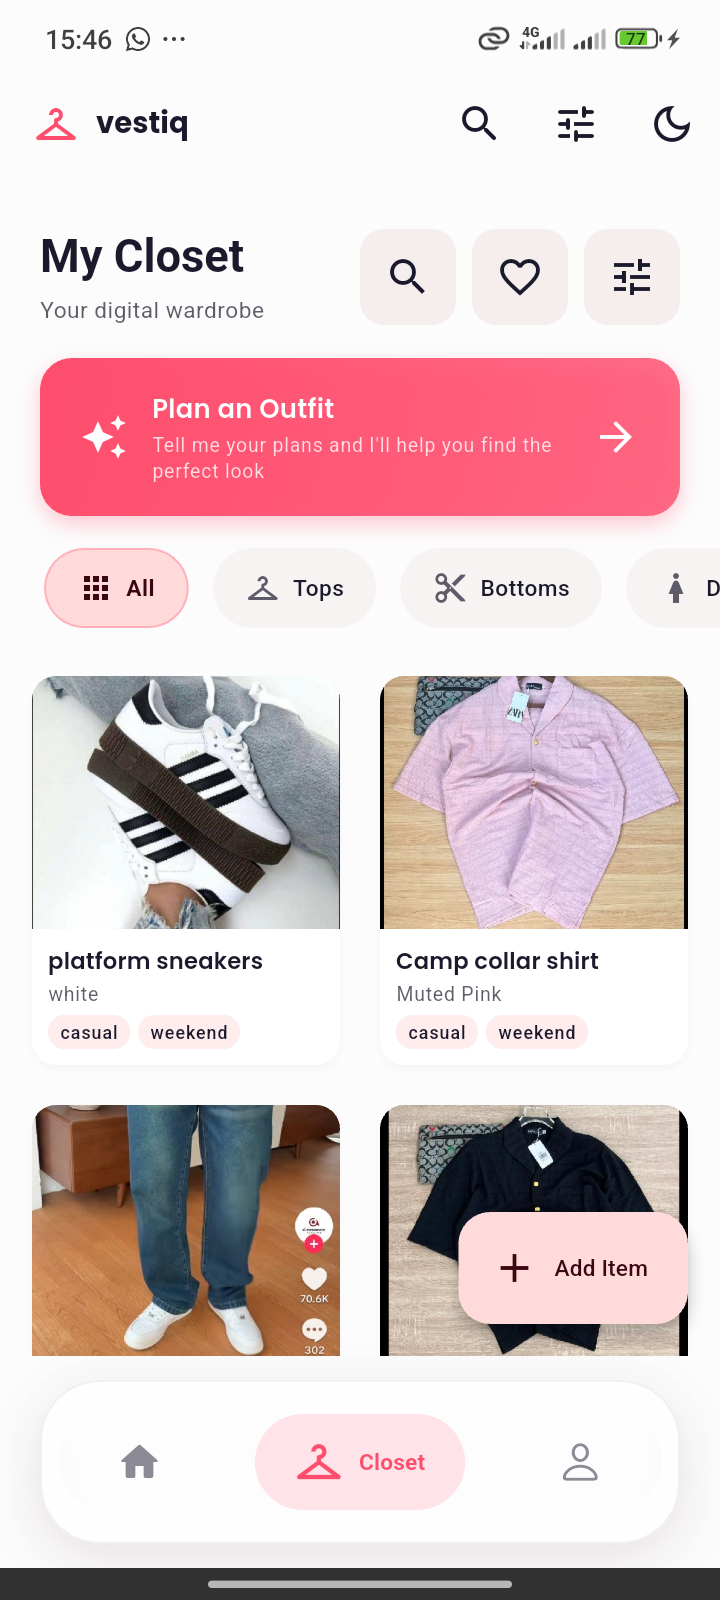 15:46
4G
77
vestiq
My Closet
Your digital wardrobe
Plan an Outfit
Tell me your plans and I'll help you find the
perfect look
All
Tops
Bottoms
D
platform sneakers
white
casual
weekend
Camp collar shirt
Muted Pink
casual
weekend
70.6K
302
Add Item
Closet